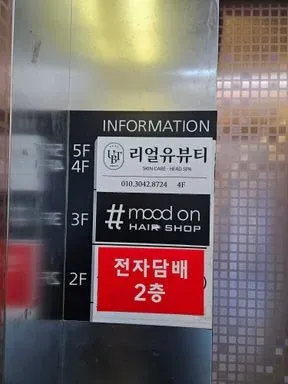 INFORMATION
5F
4F
UBT
리얼유뷰티
SKIN CARE · HEAD SPA
010.3042.8724 4F
3F
# mood on
HAIR SHOP
2F
전자담배
2층